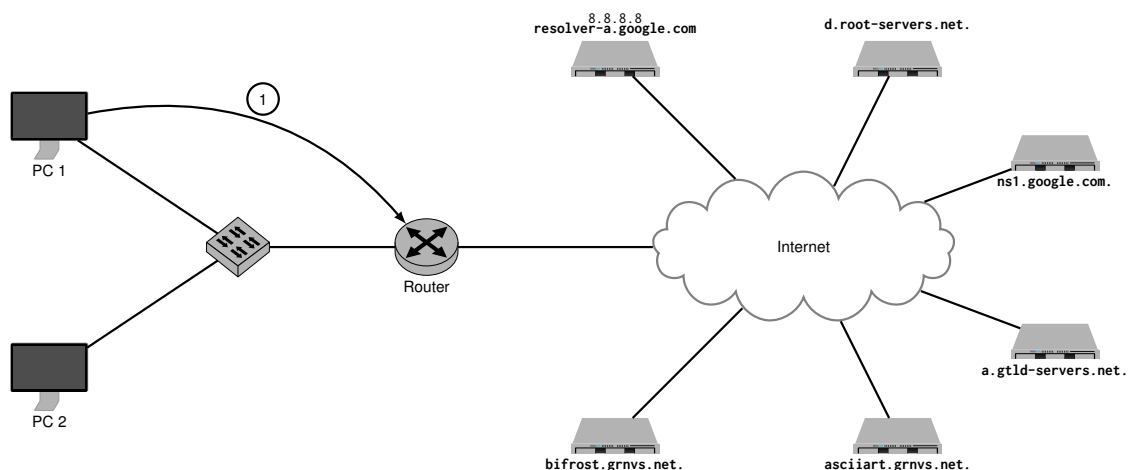 8.8.8.8
resolver-a.google.com
d.root-servers.net.
1
PC 1
ns1.google.com.
Internet
Router
a.gtld-servers.net.
PC 2
bifrost.grnvs.net.
asciiart.grnvs.net.